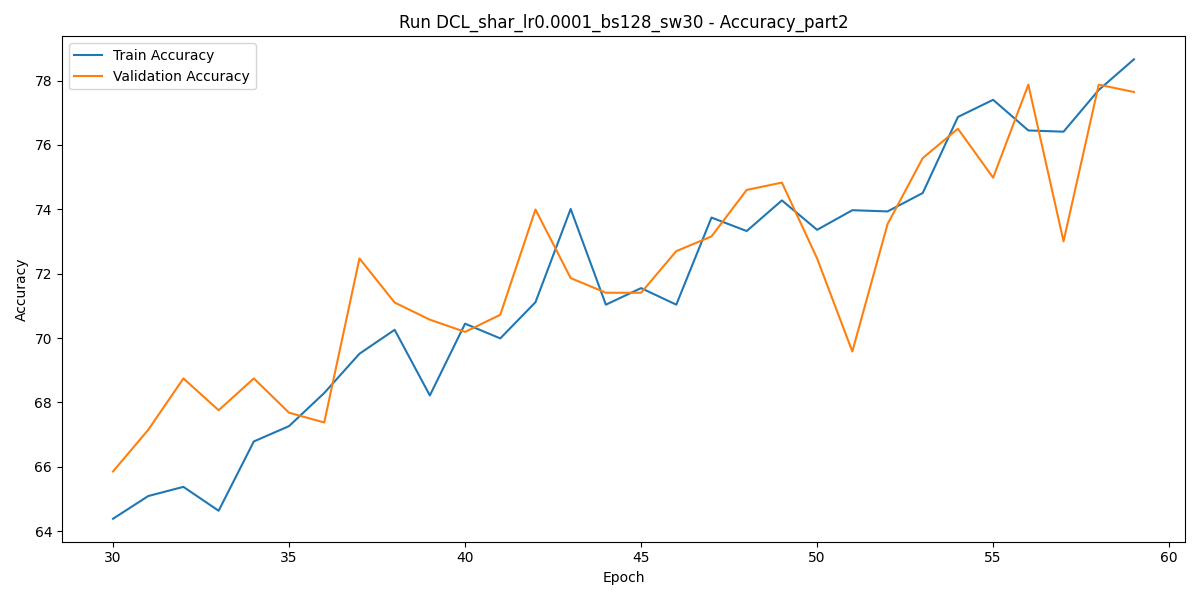 Run DCL_shar_lr0.0001_bs128_sw30 - Accuracy_part2
Train Accuracy
Validation Accuracy
Accuracy
78
76
74
72
70
68
66
64
30 35 40 45 50 55 60
Epoch